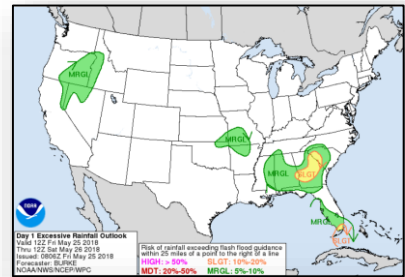 MRGL
MRGL
MRGL
SLGT
MRGL
SLGT
NOAA
Day 1 Excessive Rainfall Outlook
Valid 12Z Fri May 25 2018
Thru 12Z Sat May 26 2018
Issued: 0806Z Fri May 25 2018
Forecaster: BURKE
NOAA/NWS/NCEP/WPC
Risk of rainfall exceeding flash flood guidance
within 25 miles of a point to the right of a line
HIGH: > 50% SLGT: 10%-20%
MDT: 20%-50% MRGL: 5%-10%